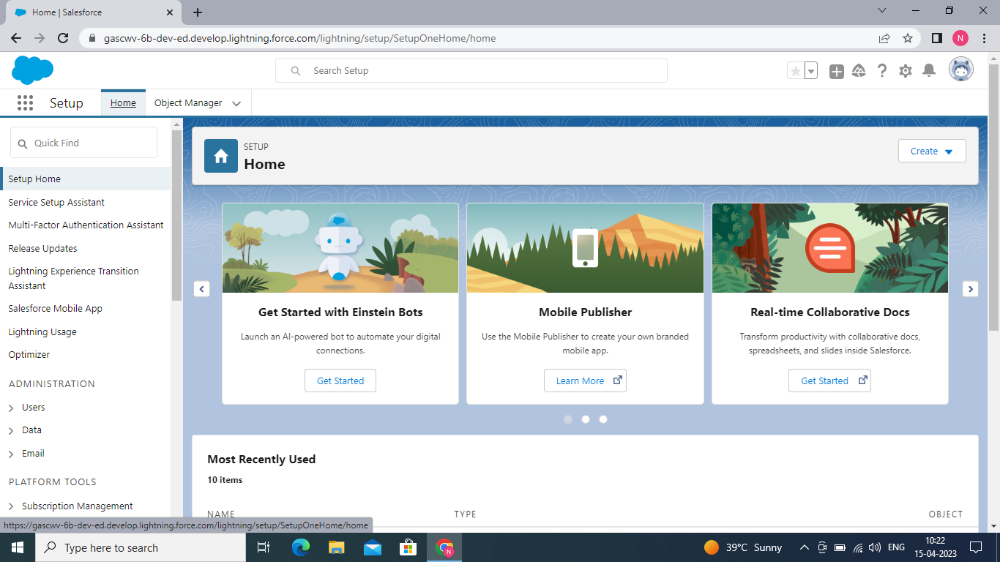 Home | Salesforce
gascwv-6b-dev-ed.develop.lightning.force.com/lightning/setup/SetupOneHome/home
N
Search Setup
Setup
Home
Object Manager
Quick Find
Setup Home
Service Setup Assistant
Multi-Factor Authentication Assistant
Release Updates
Lightning Experience Transition
Assistant
Salesforce Mobile App
Lightning Usage
Optimizer
ADMINISTRATION
Users
Data
Email
PLATFORM TOOLS
Subscription Management
SETUP
Home
Create
Get Started with Einstein Bots
Launch an AI-powered bot to automate your digital
connections.
Get Started
Mobile Publisher
Use the Mobile Publisher to create your own branded
mobile app.
Learn More
Real-time Collaborative Docs
Transform productivity with collaborative docs,
spreadsheets, and slides inside Salesforce.
Get Started
Most Recently Used
10 items
NAME
TYPE
OBJECT
https://gascwv-6b-dev-ed.develop.lightning.force.com/lightning/setup/SetupOneHome/home
Type here to search
N
39°C Sunny
ENG
10:22
15-04-2023